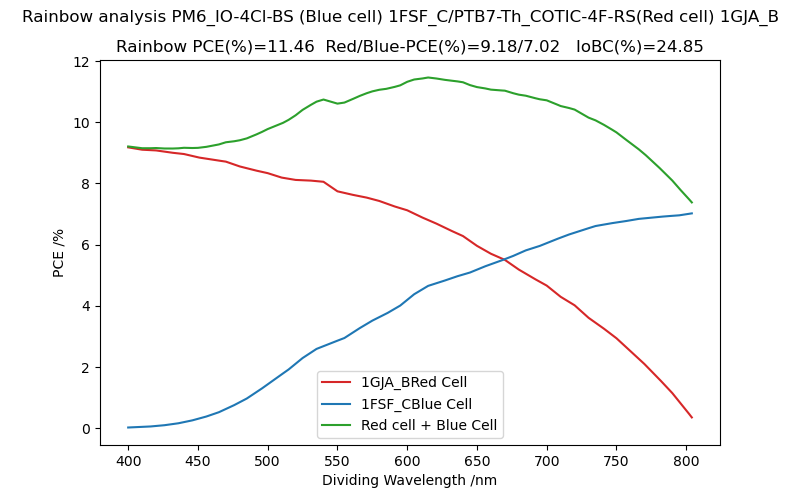 Rainbow analysis PM6_IO-4Cl-BS (Blue cell) 1FSF_C/PTB7-Th_COTIC-4F-RS(Red cell) 1GJA_B
Rainbow PCE(%)=11.46  Red/Blue-PCE(%)=9.18/7.02   IoBC(%)=24.85
12
10
8
6
4
2
0
PCE /%
1GJA_BRed Cell
1FSF_CBlue Cell
Red cell + Blue Cell
400 450 500 550 600 650 700 750 800
Dividing Wavelength /nm